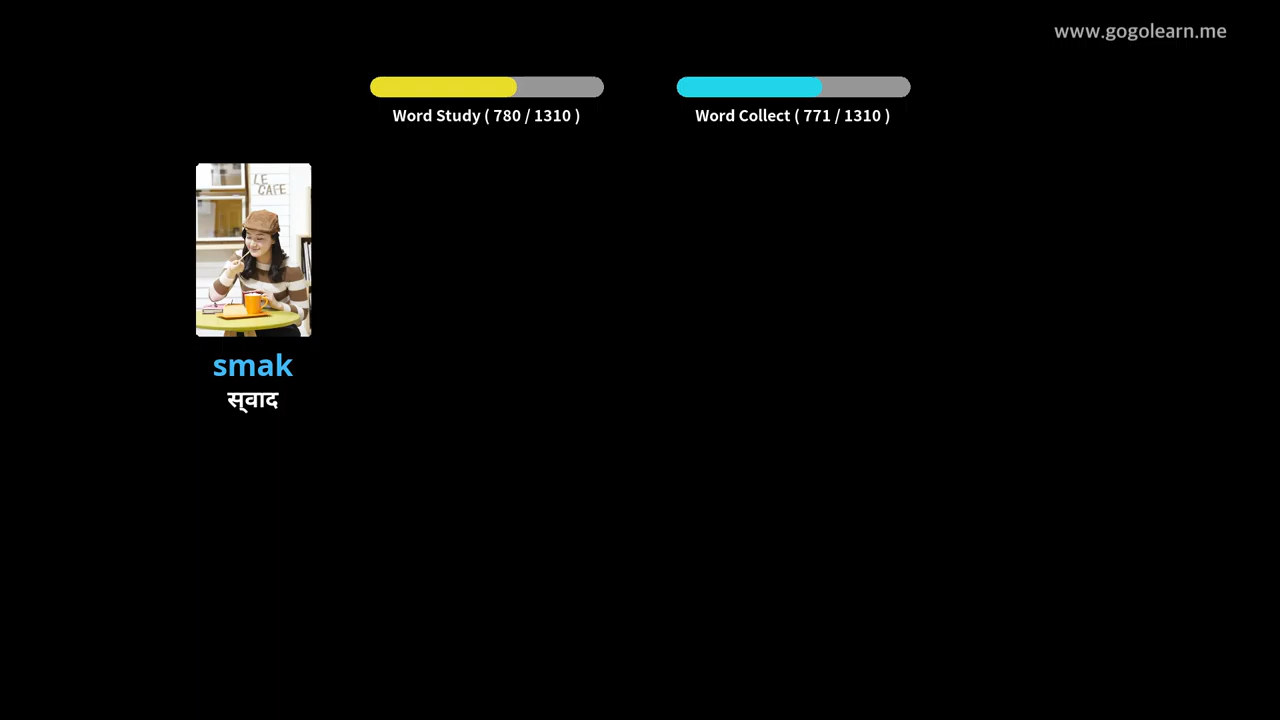 www.gogolearn.me
Word Study ( 780 / 1310 )
Word Collect ( 771 / 1310 )
LE
CAFE
smak
स्वाद